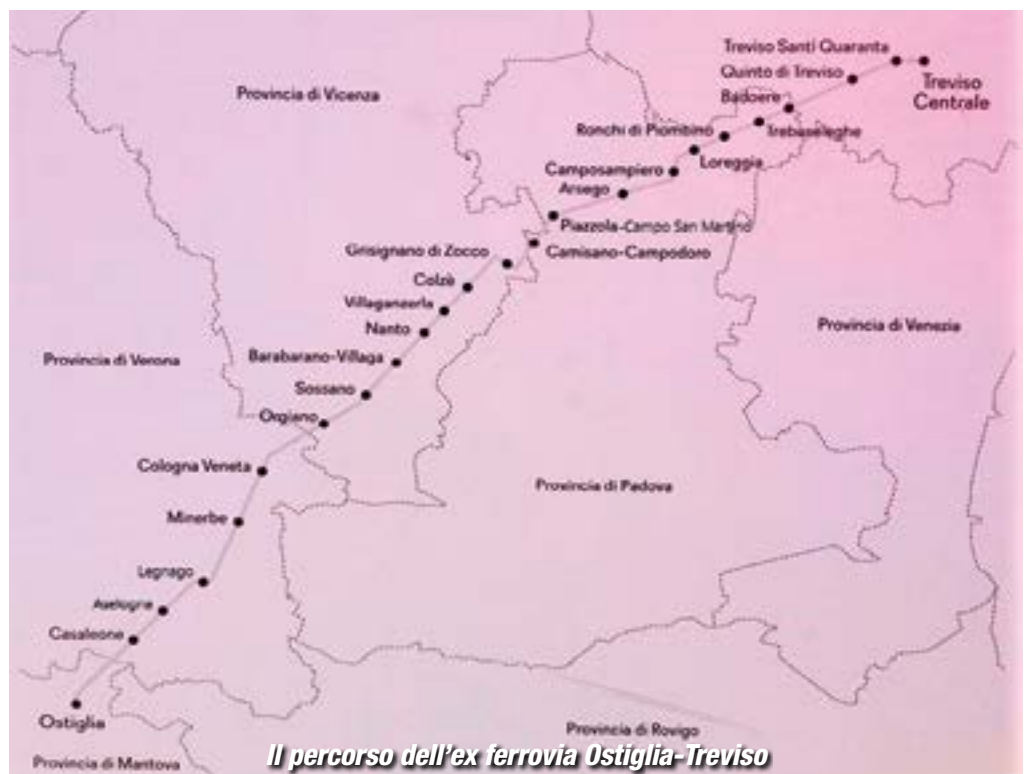 Treviso Santi Quaranta
Quinto di Treviso
Treviso
Centrale
Badoere
Provincia di Vicenza
Ronchi di Piombino
Trebaseleghe
Loreggia
Camposampiero
Arsego
Piazzola-Campo San Martino
Grisignano di Zocco
Camisano-Campodoro
Colzè
Villaganzerla
Nanto
Provincia di Venezia
Provincia di Verona
Barabarano-Villaga
Sossano
Orgiano
Cologna Veneta
Provincia di Padova
Minerbe
Legnago
Aselogna
Casaleone
Ostiglia
Provincia di Rovigo
Il percorso dell'ex ferrovia Ostiglia-Treviso
Provincia di Mantova